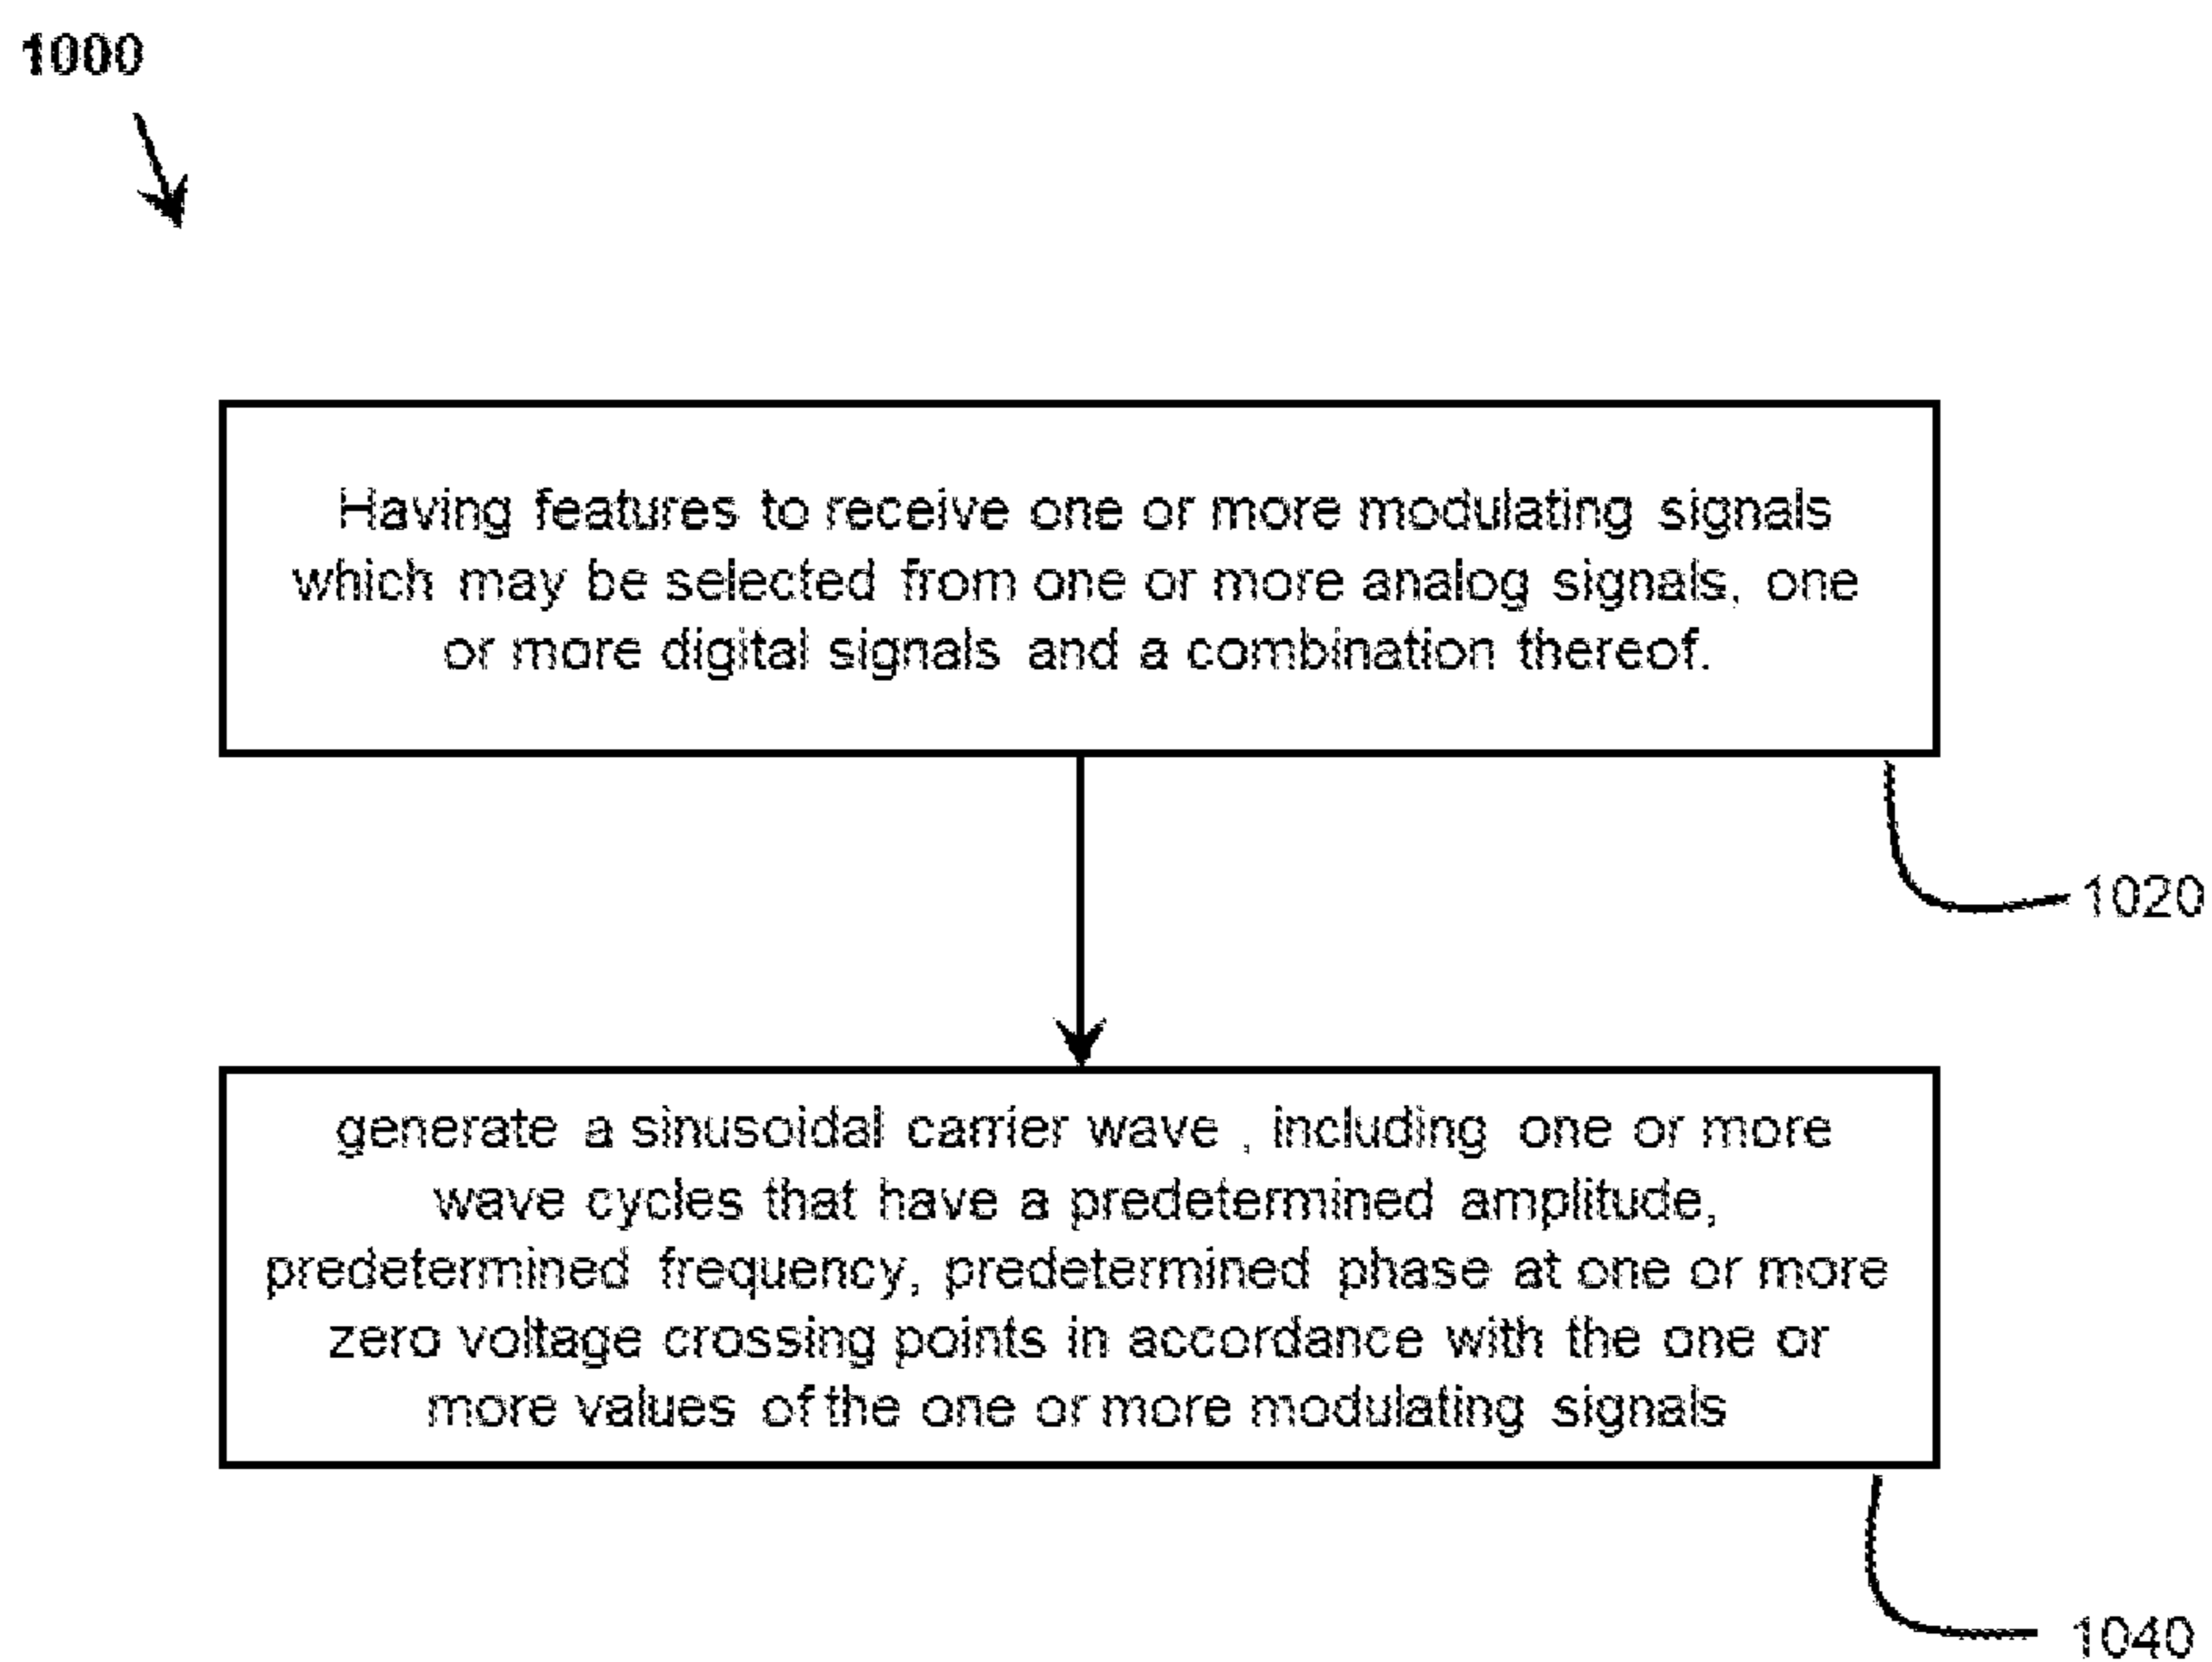 1000
Having features to receive one or more modulating signals
which may be selected from one or more analog signals, one
or more digital signals and a combination thereof.
1020
generate a sinusoidal carrier wave , including one or more
wave cycles that have a predetermined amplitude,
predetermined frequency, predetermined phase at one or more
zero voltage crossing points in accordance with the one or
more values of the one or more modulating signals
1040